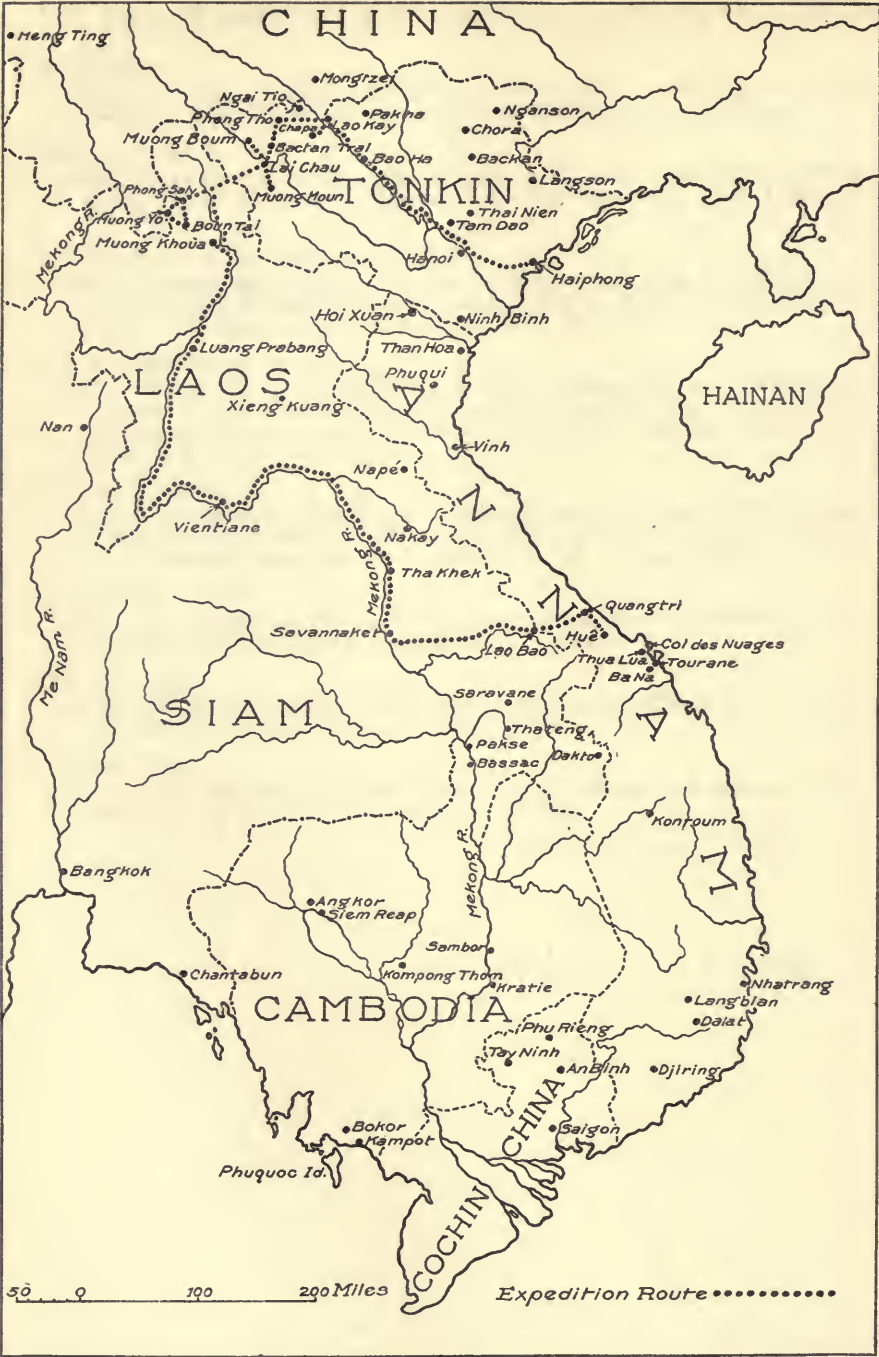 CHINA
Meng Ting
Mongtze
Ngai Tio
Phong Tho
Chapa
Lao Kay
Pakha
Nganson
Chora
Muong Boum
Bactan Trai
Bao Ha
Backan
Lai Chau
Langson
Phong Saly
Muong Moun
TONKIN
Muong Yo
Boun Tai
Thai Nien
Tam Dao
Muong Khoüa
Mekong R.
Hanoi
Haiphong
Hoi Xuan
Ninh Binh
Luang Prabang
Than Hoa
LAOS
Phuqui
Xieng Kuang
HAINAN
Nan
Vinh
ANNAM
Napé
Vientiane
Nakay
Mekong R.
Tha Khek
Me Nam R.
Quangtri
Savannaket
Lao Bao
Hué
Col des Nuages
Thua Lua
Tourane
Ba Na
Saravane
SIAM
Thateng
Pakse
Dakto
Bassac
Kontoum
Mekong R.
Bangkok
Angkor
Siem Reap
Sambor
Chantabun
Kompong Thom
Kratie
Nhatrang
Langbian
CAMBODIA
Dalat
Phu Rieng
Tay Ninh
An Binh
Djiring
Bokor
Saigon
Kampot
Phuquoc Id.
COCHIN CHINA
50 0 100 200 Miles
Expedition Route